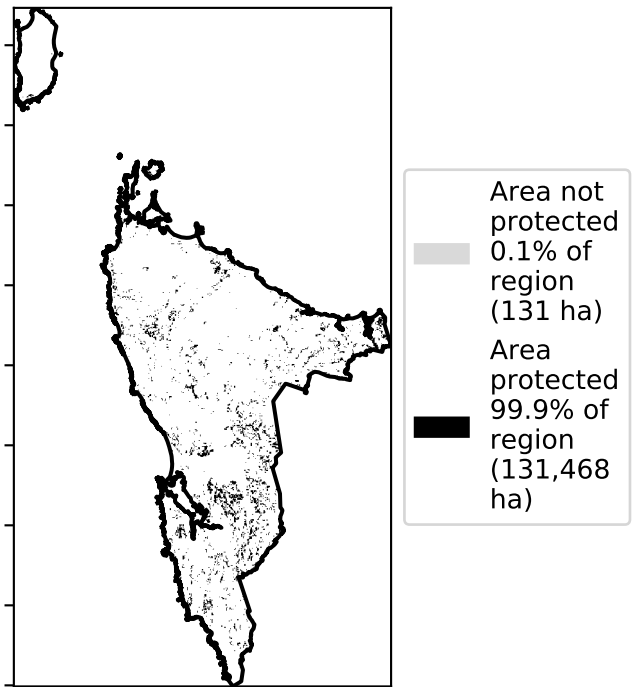 Area not
protected
0.1% of
region
(131 ha)
Area
protected
99.9% of
region
(131,468
ha)